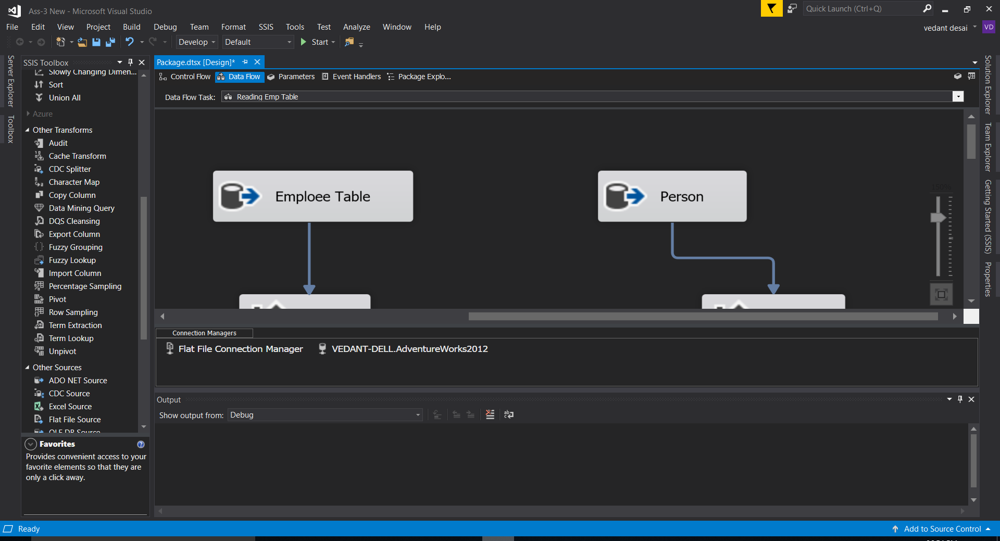 Ass-3 New - Microsoft Visual Studio
Quick Launch (Ctrl+Q)
File Edit View Project Build Debug Team Format SSIS Tools Test Analyze Window Help
vedant desai VD
Develop Default Start
Server Explorer
Toolbox
SSIS Toolbox
Slowly Changing Dimen...
Sort
Union All
Azure
Other Transforms
Audit
Cache Transform
CDC Splitter
Character Map
Copy Column
Data Mining Query
DQS Cleansing
Export Column
Fuzzy Grouping
Fuzzy Lookup
Import Column
Percentage Sampling
Pivot
Row Sampling
Term Extraction
Term Lookup
Unpivot
Other Sources
ADO NET Source
CDC Source
Excel Source
Flat File Source
OLE DB Source
Favorites
Provides convenient access to your
favorite elements so that they are
only a click away.
Package.dtsx [Design]*
Control Flow Data Flow Parameters Event Handlers Package Explo...
Data Flow Task: Reading Emp Table
Emploee Table
Person
150%
Connection Managers
Flat File Connection Manager VEDANT-DELL.AdventureWorks2012
Output
Show output from: Debug
Solution Explorer
Team Explorer
Getting Started (SSIS)
Properties
Ready
Add to Source Control